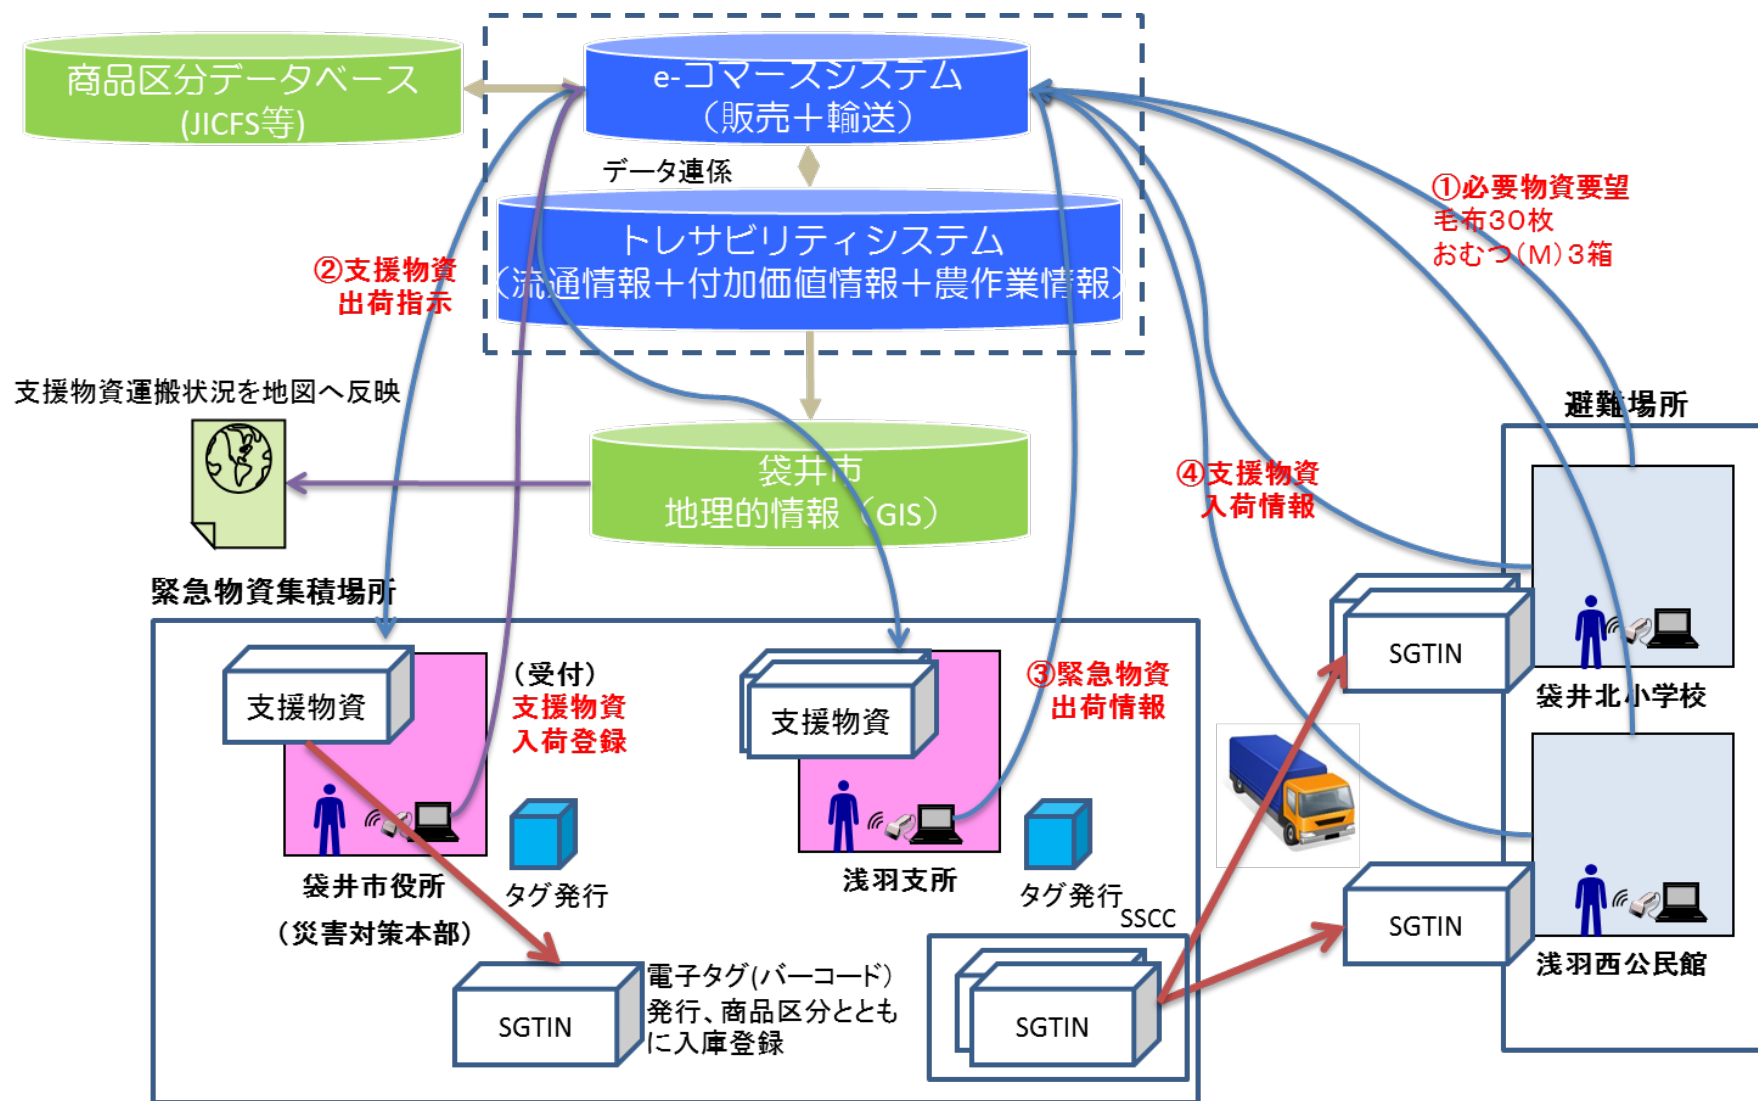 商品区分データベース
(JICFS等)
e-コマースシステム
（販売＋輸送）
データ連係
トレサビリティシステム
（流通情報＋付加価値情報＋農作業情報）
①必要物資要望
毛布３０枚
おむつ（Ｍ）３箱
②支援物資
出荷指示
支援物資運搬状況を地図へ反映
袋井市
地理的情報（GIS）
④支援物資
入荷情報
避難場所
緊急物資集積場所
支援物資
（受付）
支援物資
入荷登録
支援物資
③緊急物資
出荷情報
SGTIN
袋井北小学校
袋井市役所
（災害対策本部）
タグ発行
浅羽支所
タグ発行
SSCC
SGTIN
浅羽西公民館
SGTIN
電子タグ(バーコード）
発行、商品区分ととも
に入庫登録
SGTIN